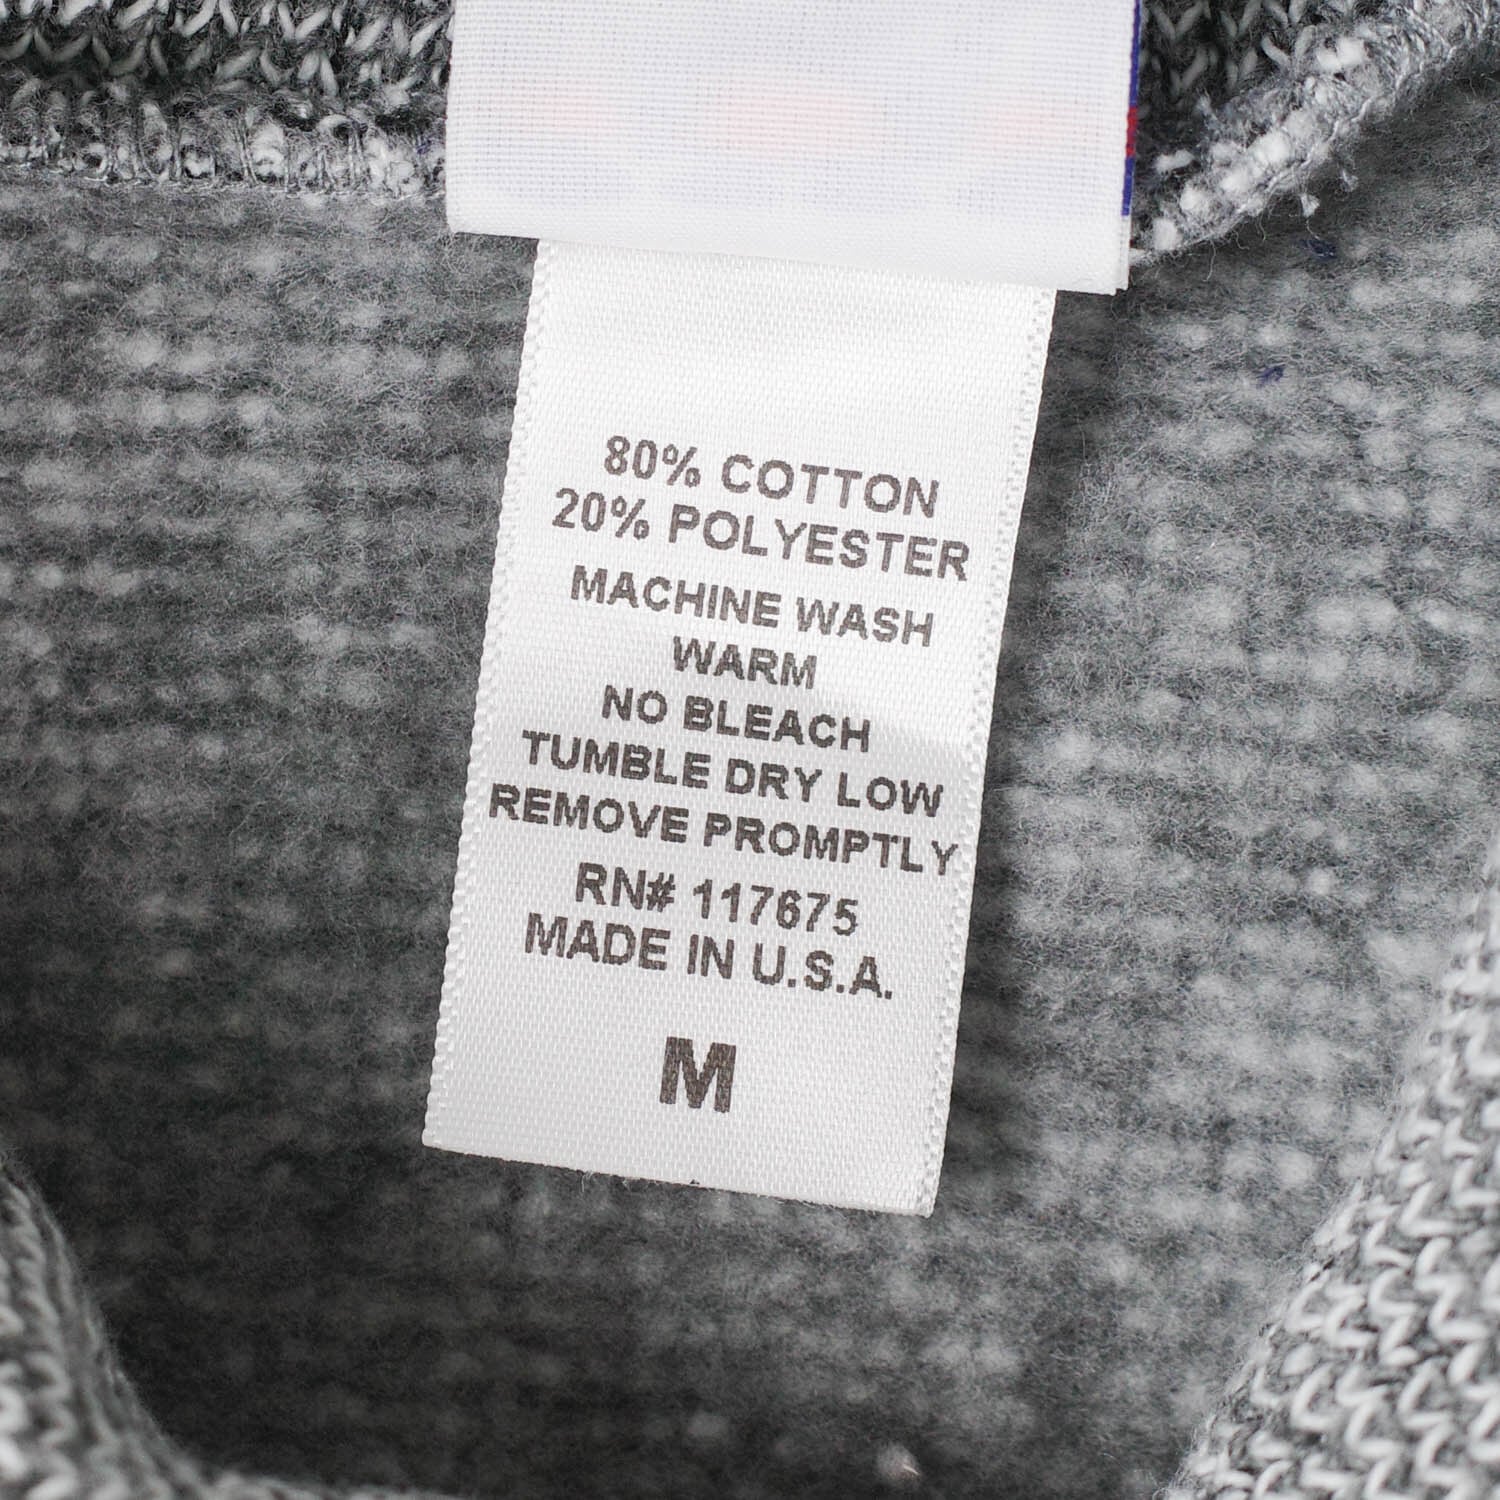 80% COTTON
20% POLYESTER
MACHINE WASH
WARM
NO BLEACH
TUMBLE DRY LOW
REMOVE PROMPTLY
RN# 117675
MADE IN U.S.A.
M